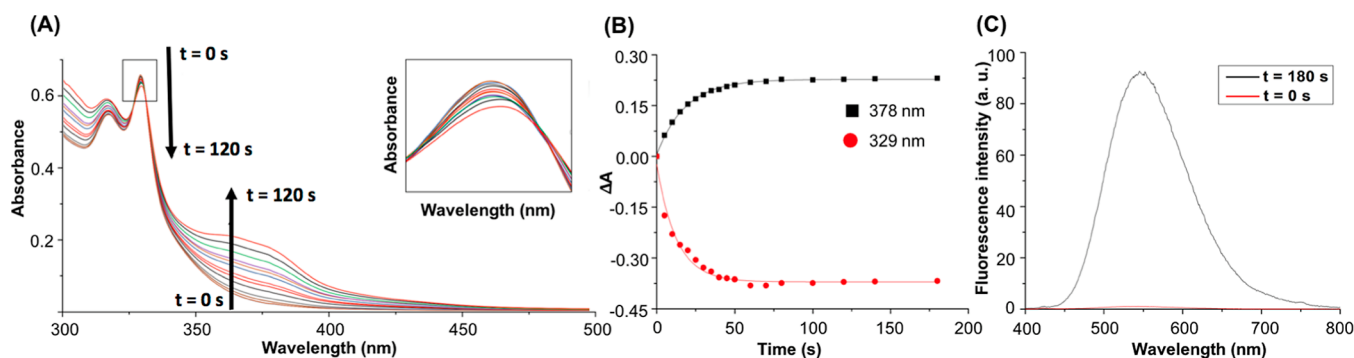 (A)
Absorbance
0.6
0.4
0.2
300
350
400
450
500
Wavelength (nm)
t = 0 s
t = 120 s
t = 120 s
t = 0 s
Absorbance
Wavelength (nm)
(B)
ΔA
0.30
0.15
0.00
-0.15
-0.30
-0.45
0
50
100
150
200
Time (s)
378 nm
329 nm
(C)
Fluorescence intensity (a. u.)
100
80
60
40
20
0
400
500
600
700
800
Wavelength (nm)
t = 180 s
t = 0 s